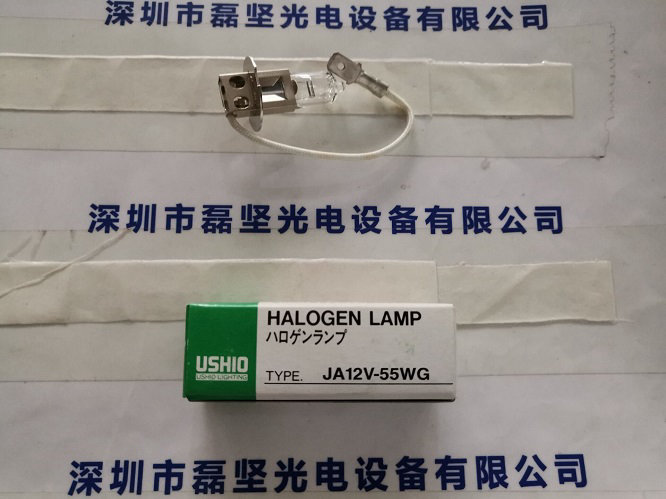 深圳市磊坚光电设备有限公司
深圳市磊坚光电设备有限公司
HALOGEN LAMP
ハロゲンランプ
USHIO
USHIO LIGHTING
TYPE. JA12V-55WG
深圳市磊坚光电设备有限公司